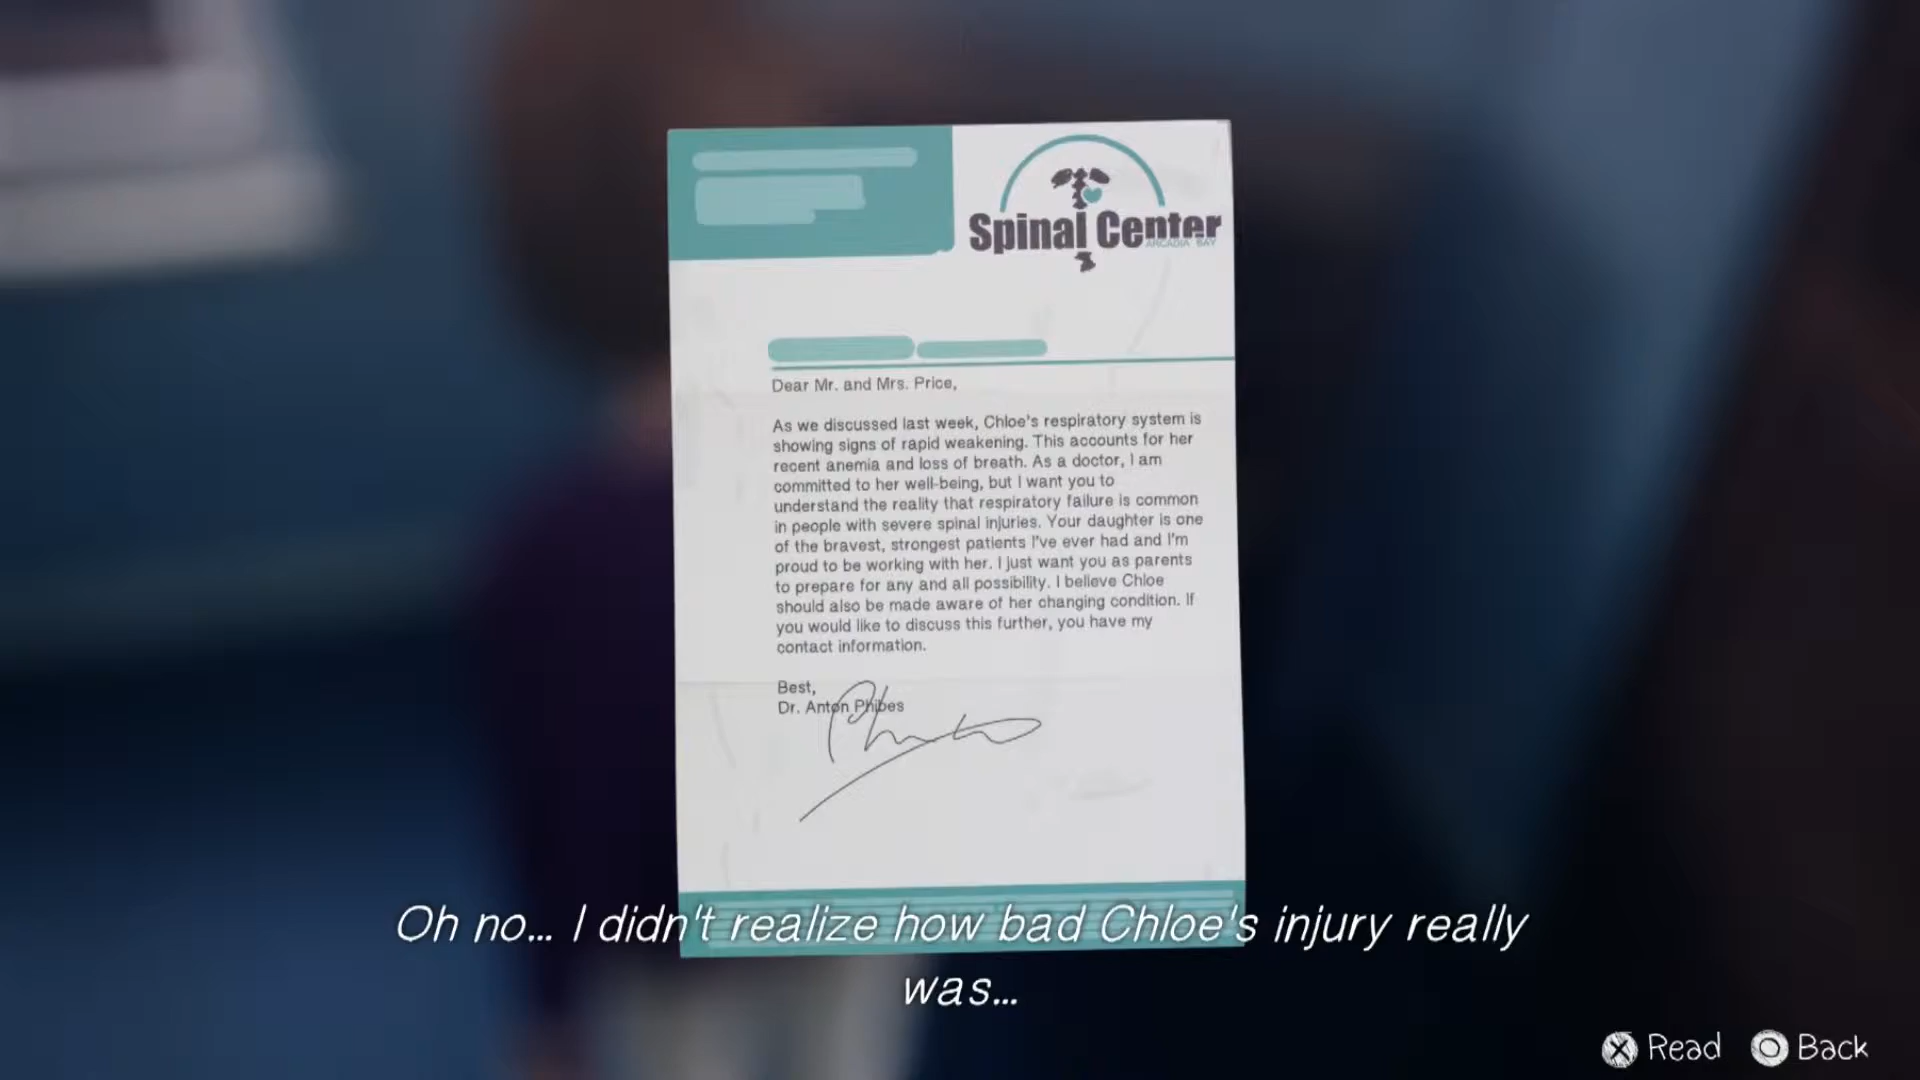 Spinal Center
ARCADIA BAY
Dear Mr. and Mrs. Price,
As we discussed last week, Chloe's respiratory system is
showing signs of rapid weakening. This accounts for her
recent anemia and loss of breath. As a doctor, I am
committed to her well-being, but I want you to
understand the reality that respiratory failure is common
in people with severe spinal injuries. Your daughter is one
of the bravest, strongest patients I've ever had and I'm
proud to be working with her. I just want you as parents
to prepare for any and all possibility. I believe Chloe
should also be made aware of her changing condition. If
you would like to discuss this further, you have my
contact information.
Best,
Dr. Anton Phibes
Oh no... I didn't realize how bad Chloe's injury really
was...
Read
Back